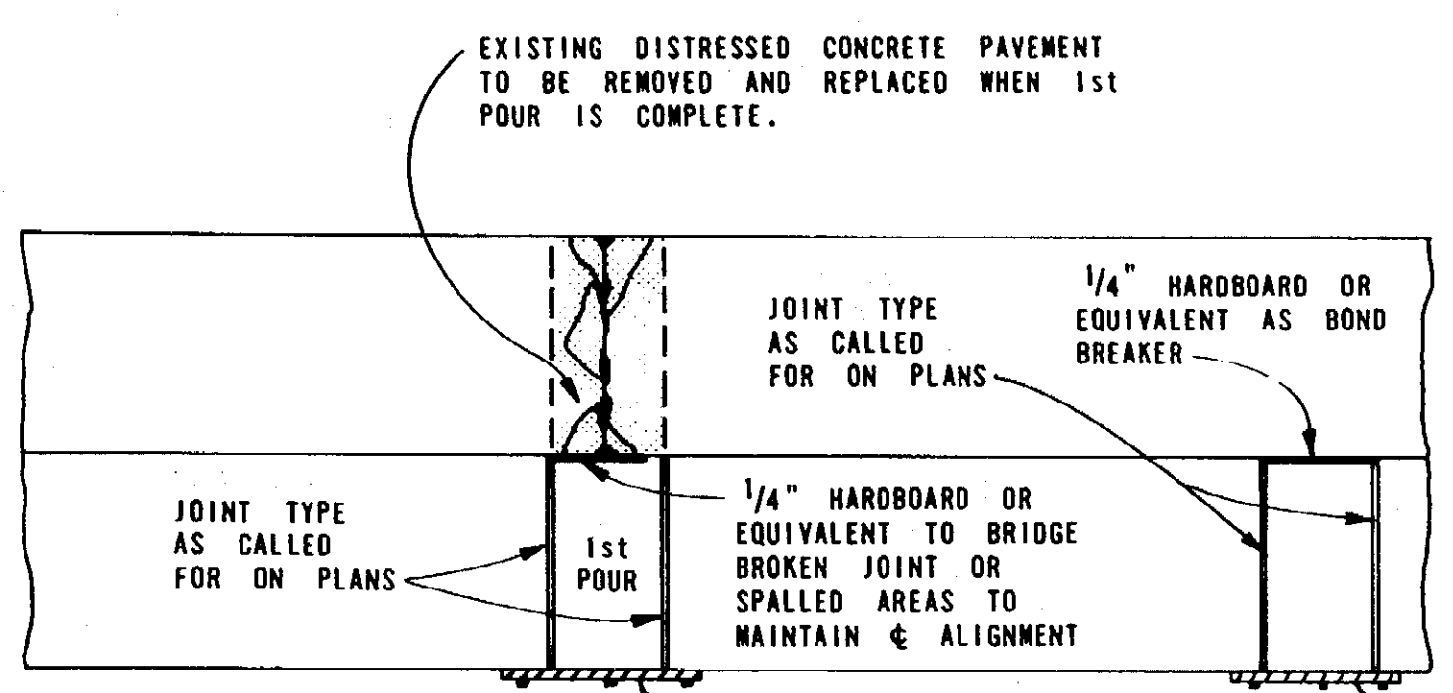 EXISTING DISTRESSED CONCRETE PAVEMENT
TO BE REMOVED AND REPLACED WHEN 1st
POUR IS COMPLETE.
1/4" HARDBOARD OR
EQUIVALENT AS BOND
BREAKER
JOINT TYPE
AS CALLED
FOR ON PLANS
JOINT TYPE
AS CALLED
FOR ON PLANS
1st
POUR
1/4" HARDBOARD OR
EQUIVALENT TO BRIDGE
BROKEN JOINT OR
SPALLED AREAS TO
MAINTAIN ℄ ALIGNMENT